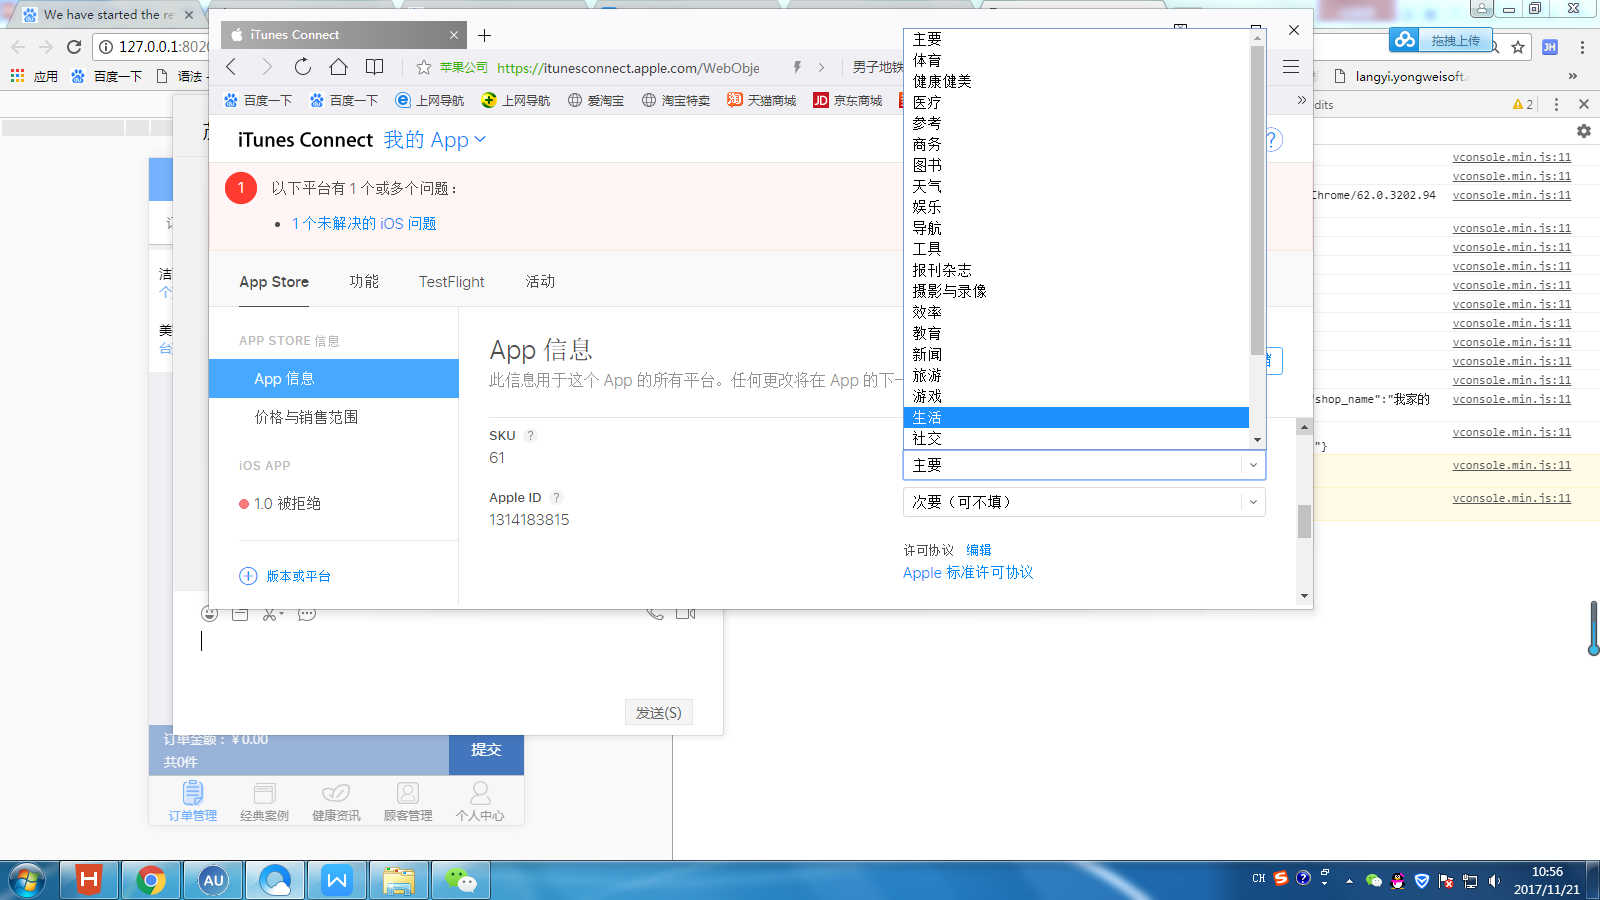 We have started the re
127.0.0.1:802
应用
百度一下
语法
iTunes Connect
苹果公司
https://itunesconnect.apple.com/WebObje
男子地铁
百度一下
百度一下
上网导航
上网导航
爱淘宝
淘宝特卖
天猫商城
京东商城
拖拽上传
langyi.yongweisoft.
iTunes Connect
我的 App
1
以下平台有 1 个或多个问题：
1 个未解决的 iOS 问题
App Store
功能
TestFlight
活动
APP STORE 信息
App 信息
价格与销售范围
iOS APP
1.0 被拒绝
版本或平台
App 信息
此信息用于这个 App 的所有平台。任何更改将在 App 的下一
SKU ?
61
Apple ID ?
1314183815
主要
体育
健康健美
医疗
参考
商务
图书
天气
娱乐
导航
工具
报刊杂志
摄影与录像
效率
教育
新闻
旅游
游戏
生活
社交
主要
次要（可不填）
许可协议 编辑
Apple 标准许可协议
dits
2
vconsole.min.js:11
vconsole.min.js:11
Chrome/62.0.3202.94 vconsole.min.js:11
vconsole.min.js:11
vconsole.min.js:11
vconsole.min.js:11
vconsole.min.js:11
vconsole.min.js:11
vconsole.min.js:11
vconsole.min.js:11
vconsole.min.js:11
vconsole.min.js:11
"shop_name":"我家的 vconsole.min.js:11
vconsole.min.js:11
"}
vconsole.min.js:11
vconsole.min.js:11
洁
个
美
台
发送(S)
订单金额：￥0.00
共0件
提交
订单管理
经典案例
健康资讯
顾客管理
个人中心
CH
10:56
2017/11/21